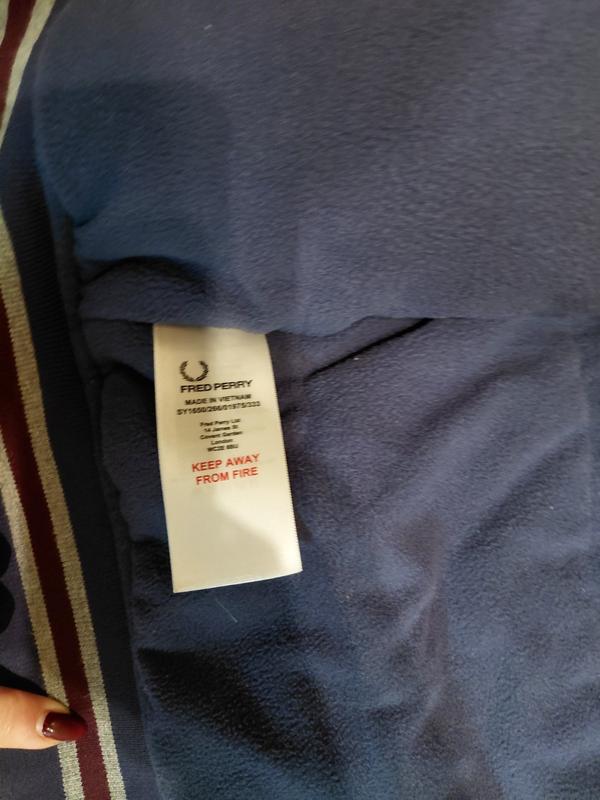 FRED PERRY
MADE IN VIETNAM
SY1650/266/01975/333
Fred Perry Ltd
14 James St
Covent Garden
London
WC2E 8BU
KEEP AWAY
FROM FIRE